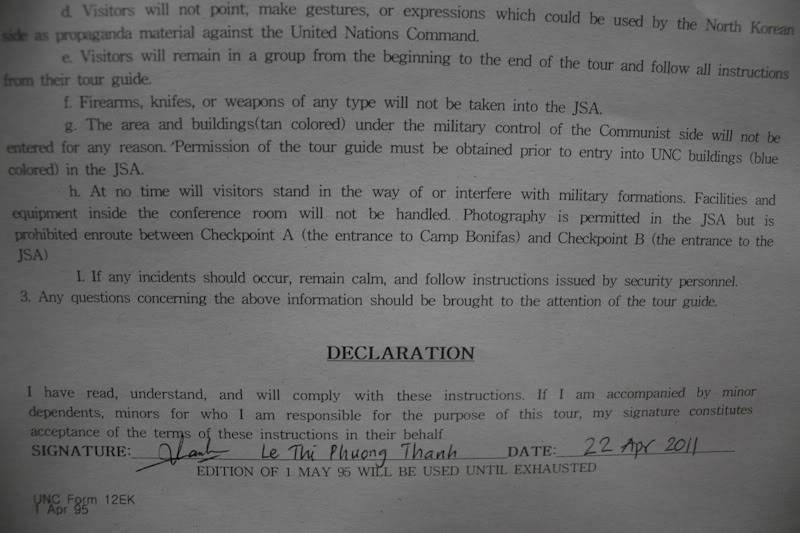 d. Visitors will not point, make gestures, or expressions which could be used by the North Korean
side as propaganda material against the United Nations Command.
e. Visitors will remain in a group from the beginning to the end of the tour and follow all instructions
from their tour guide.
f. Firearms, knifes, or weapons of any type will not be taken into the JSA.
g. The area and buildings(tan colored) under the military control of the Communist side will not be
entered for any reason. 'Permission of the tour guide must be obtained prior to entry into UNC buildings (blue
colored) in the JSA.
h. At no time will visitors stand in the way of or interfere with military formations. Facilities and
equipment inside the conference room will not be handled. Photography is permitted in the JSA but is
prohibited enroute between Checkpoint A (the entrance to Camp Bonifas) and Checkpoint B (the entrance to the
JSA)
I. If any incidents should occur, remain calm, and follow instructions issued by security personnel.
3. Any questions concerning the above information should be brought to the attention of the tour guide.
DECLARATION
I have read, understand, and will comply with these instructions. If I am accompanied by minor
dependents, minors for who I am responsible for the purpose of this tour, my signature constitutes
acceptance of the terms of these instructions in their behalf
SIGNATURE: Thanh Le Thi Phuong Thanh DATE: 22 Apr 2011
EDITION OF 1 MAY 95 WILL BE USED UNTIL EXHAUSTED
UNC Form 12EK
1 Apr 95